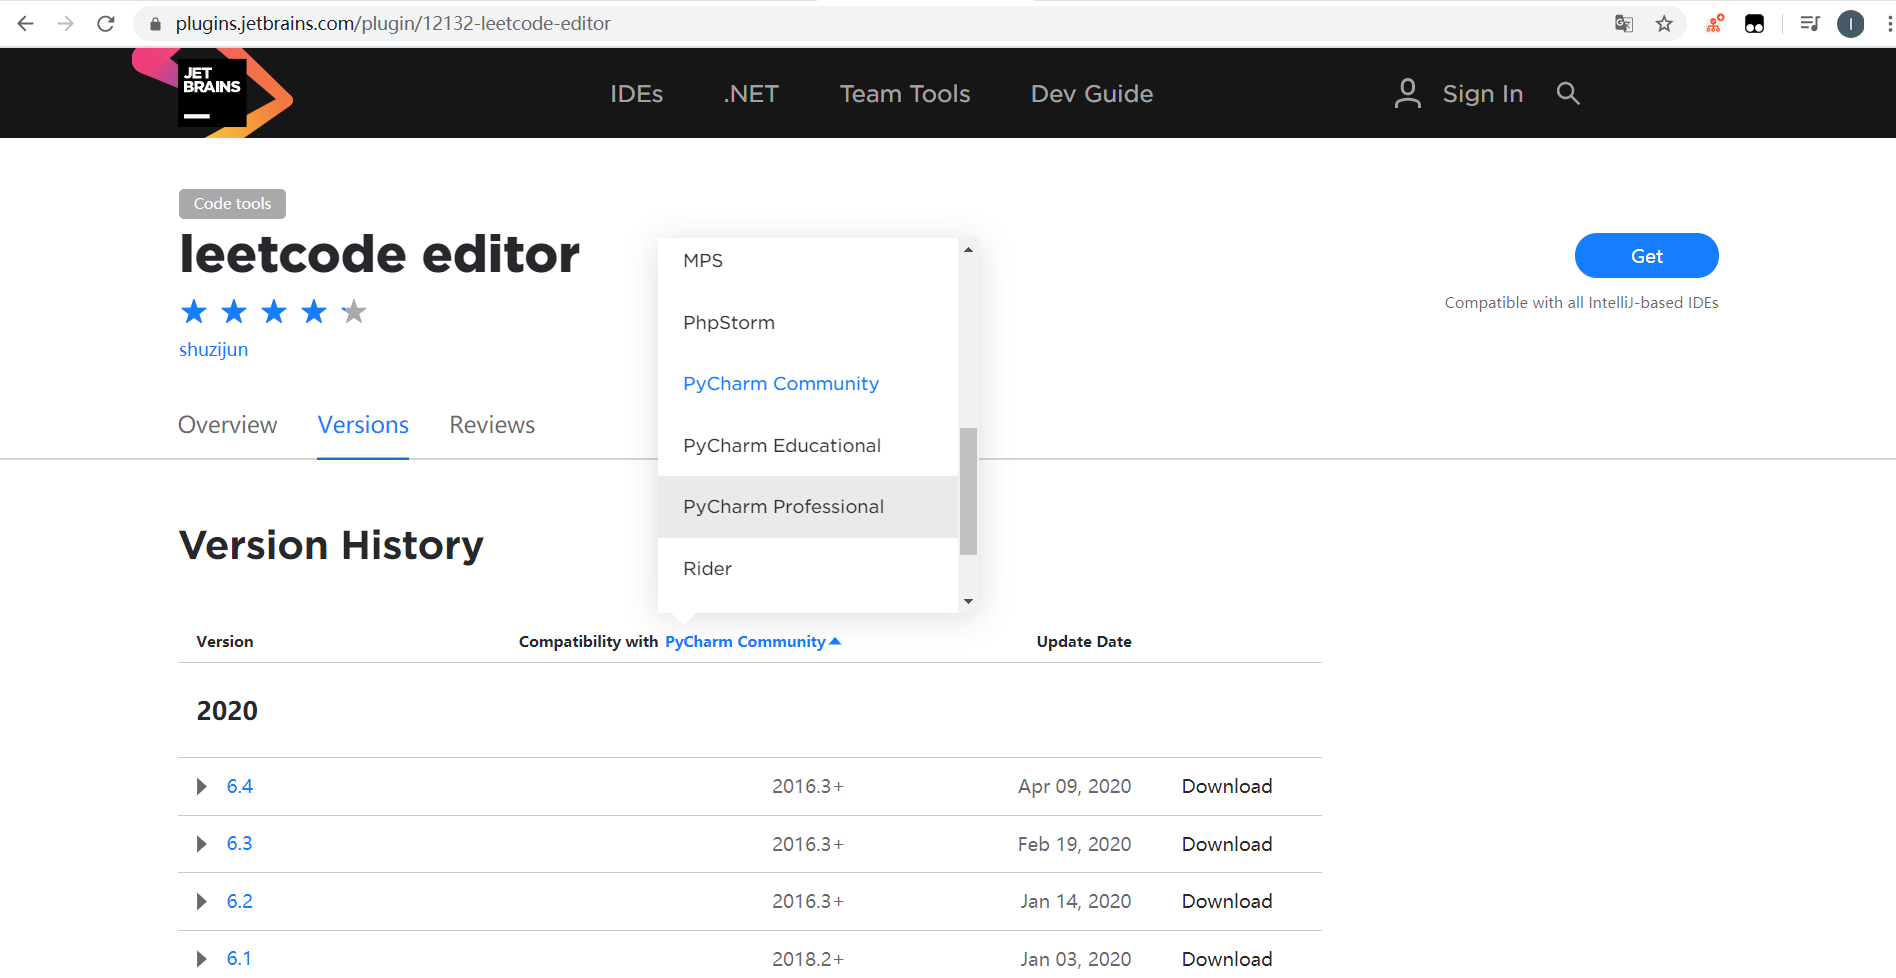 plugins.jetbrains.com/plugin/12132-leetcode-editor
I
JET
BRAINS
IDEs
.NET
Team Tools
Dev Guide
Sign In
Code tools
leetcode editor
Get
Compatible with all IntelliJ-based IDEs
shuzijun
Overview
Versions
Reviews
MPS
PhpStorm
PyCharm Community
PyCharm Educational
PyCharm Professional
Rider
Version History
Version Compatibility with PyCharm Community Update Date
2020
6.4 2016.3+ Apr 09, 2020 Download
6.3 2016.3+ Feb 19, 2020 Download
6.2 2016.3+ Jan 14, 2020 Download
6.1 2018.2+ Jan 03, 2020 Download